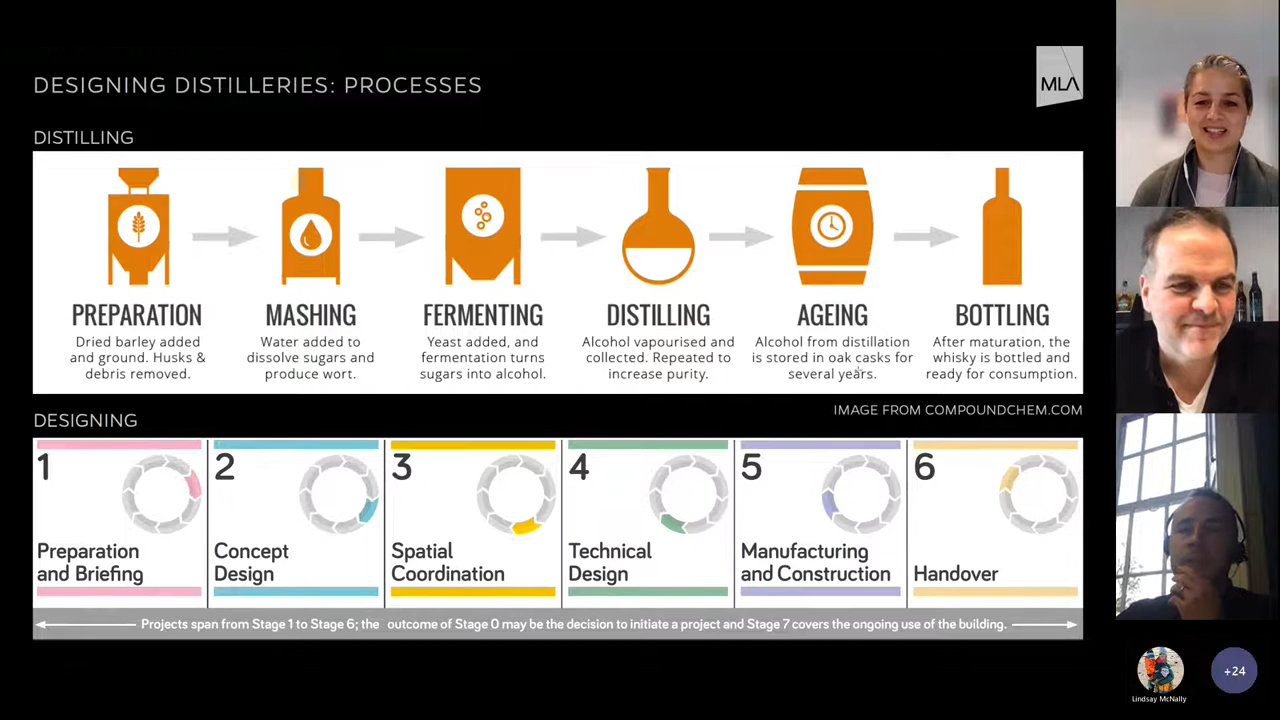 DESIGNING DISTILLERIES: PROCESSES
MLA
DISTILLING
PREPARATION
Dried barley added
and ground. Husks &
debris removed.
MASHING
Water added to
dissolve sugars and
produce wort.
FERMENTING
Yeast added, and
fermentation turns
sugars into alcohol.
DISTILLING
Alcohol vapourised and
collected. Repeated to
increase purity.
AGEING
Alcohol from distillation
is stored in oak casks for
several years.
BOTTLING
After maturation, the
whisky is bottled and
ready for consumption.
IMAGE FROM COMPOUNDCHEM.COM
DESIGNING
1
Preparation
and Briefing
2
Concept
Design
3
Spatial
Coordination
4
Technical
Design
5
Manufacturing
and Construction
6
Handover
Projects span from Stage 1 to Stage 6; the outcome of Stage 0 may be the decision to initiate a project and Stage 7 covers the ongoing use of the building.
Lindsay McNally
+24